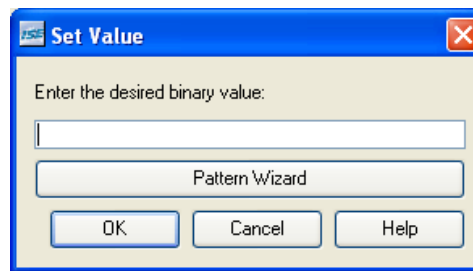 ISE Set Value
Enter the desired binary value:
Pattern Wizard
OK Cancel Help